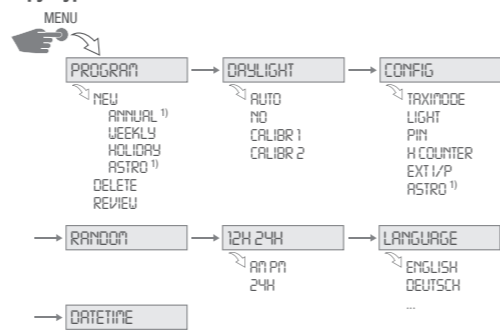 MENU
PROGRAM
NEW
ANNUAL 1)
WEEKLY
HOLIDAY
ASTRO 1)
DELETE
REVIEW
DAYLIGHT
AUTO
NO
CALIBR 1
CALIBR 2
CONFIG
TAXIMODE
LIGHT
PIN
H COUNTER
EXT I/P
ASTRO 1)
RANDOM
12H 24H
AM PM
24H
LANGUAGE
ENGLISH
DEUTSCH
...
DATETIME